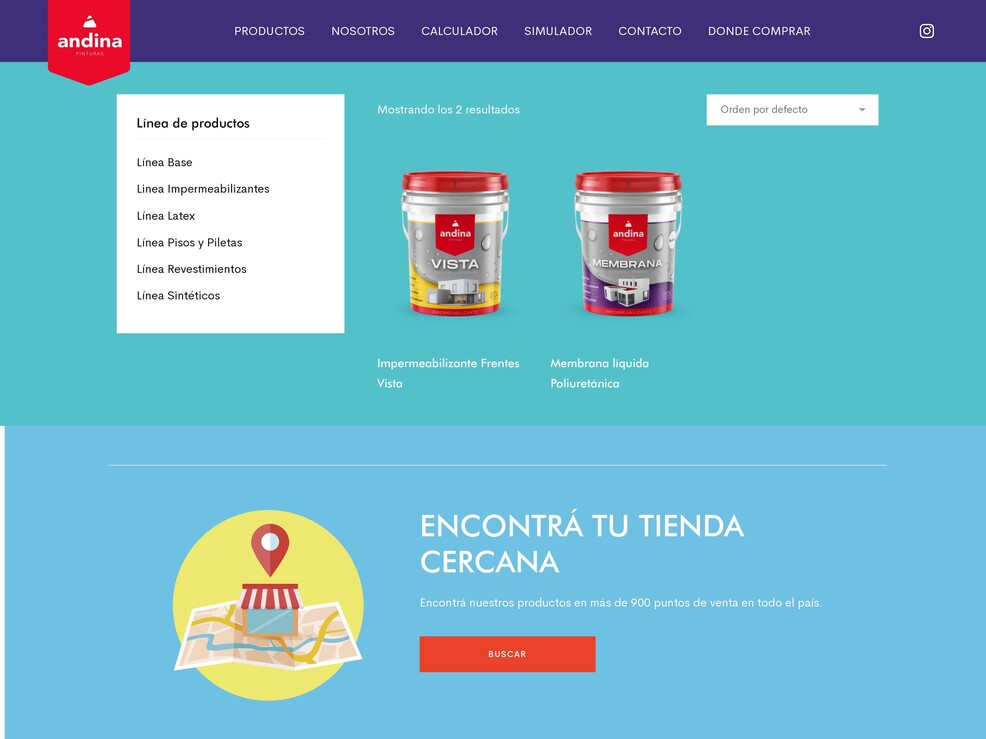 andina
PINTURAS
PRODUCTOS
NOSOTROS
CALCULADOR
SIMULADOR
CONTACTO
DONDE COMPRAR
Línea de productos
Línea Base
Linea Impermeabilizantes
Línea Latex
Línea Pisos y Piletas
Línea Revestimientos
Línea Sintéticos
Mostrando los 2 resultados
Orden por defecto
andina
VISTA
IMPERMEABILIZANTE
andina
MEMBRANA
IMPERMEABILIZANTE
Impermeabilizante Frentes
Vista
Membrana líquida
Poliuretánica
ENCONTRÁ TU TIENDA
CERCANA
Encontrá nuestros productos en más de 900 puntos de venta en todo el país.
BUSCAR